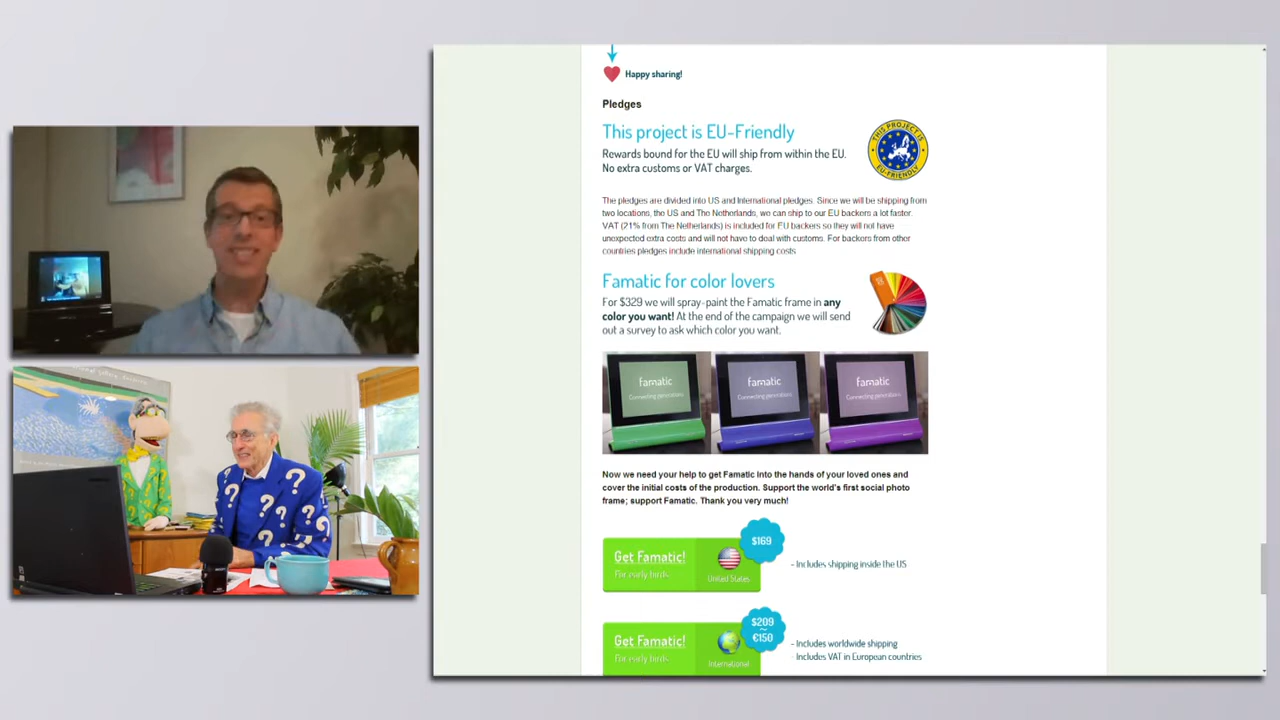 Happy sharing!
Pledges
This project is EU-Friendly
Rewards bound for the EU will ship from within the EU.
No extra customs or VAT charges.
THIS PROJECT IS
EU-FRIENDLY
The pledges are divided into US and International pledges. Since we will be shipping from
two locations, the US and The Netherlands, we can ship to our EU backers a lot faster.
VAT (21% from The Netherlands) is included for EU backers so they will not have
unexpected extra costs and will not have to deal with customs. For backers from other
countries pledges include international shipping costs
Famatic for color lovers
For $329 we will spray-paint the Famatic frame in any
color you want! At the end of the campaign we will send
out a survey to ask which color you want.
famatic
Connecting generations
famatic
Connecting generations
famatic
Connecting generations
Now we need your help to get Famatic into the hands of your loved ones and
cover the initial costs of the production. Support the world's first social photo
frame; support Famatic. Thank you very much!
$169
Get Famatic!
For early birds
United States
- Includes shipping inside the US
$209
~
€150
Get Famatic!
For early birds
International
- Includes worldwide shipping
- Includes VAT in European countries